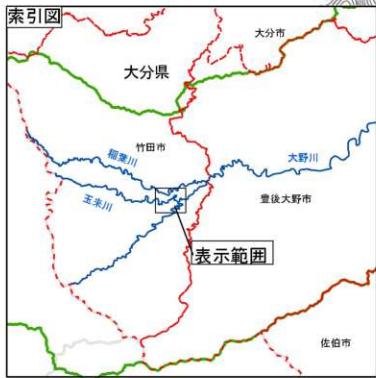 索引図
大分市
大分県
竹田市
稲葉川
大野川
玉来川
豊後大野市
表示範囲
佐伯市